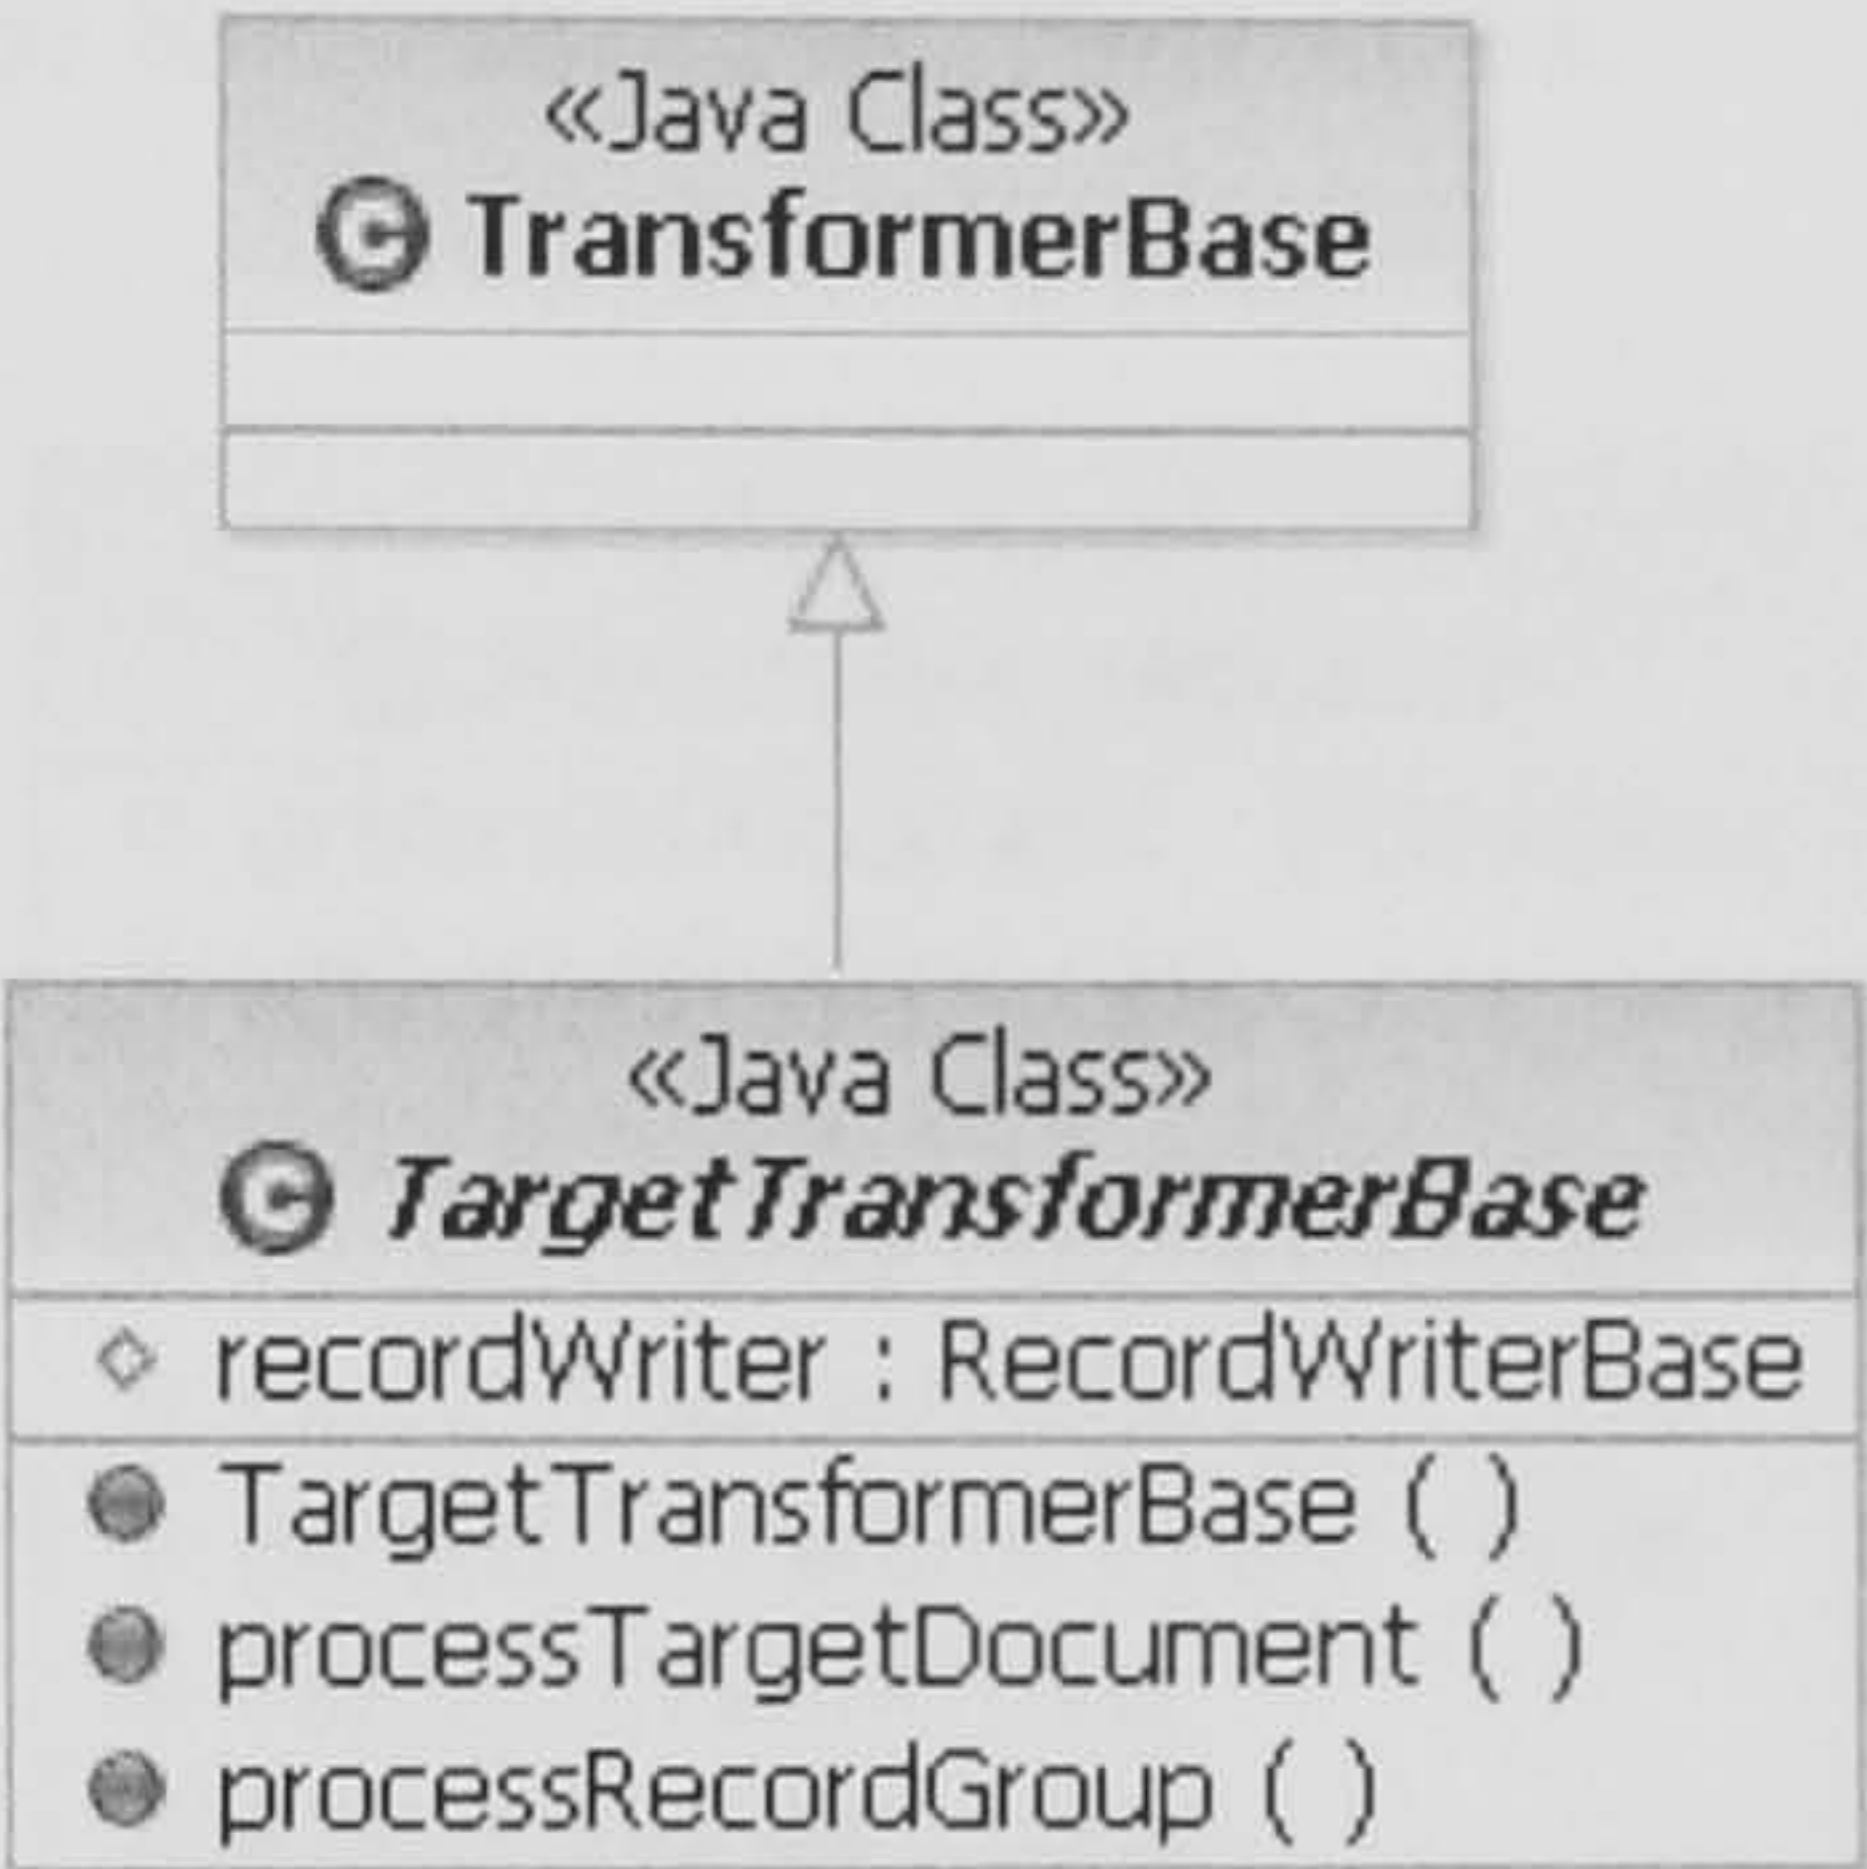 «Java Class»
TransformerBase
«Java Class»
TargetTransformerBase
recordWriter : RecordWriterBase
TargetTransformerBase ( )
processTargetDocument ( )
processRecordGroup ( )